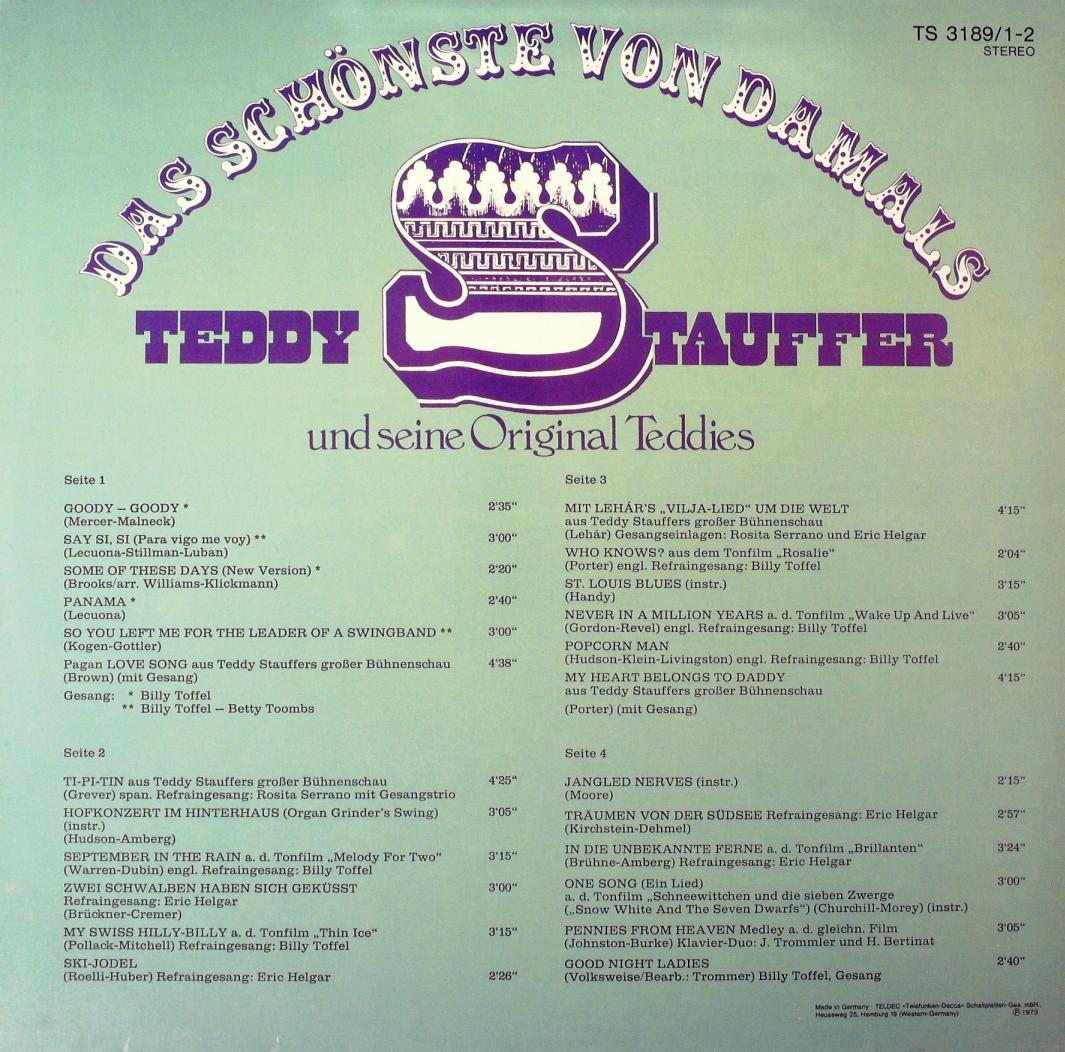 TS 3189/1-2
STEREO
DAS SCHÖNSTE VON DAMALS
TEDDY STAUFFER
und seine Original Teddies
Seite 1
GOODY – GOODY * 2'35"
(Mercer-Malneck)
SAY SI, SI (Para vigo me voy) ** 3'00"
(Lecuona-Stillman-Luban)
SOME OF THESE DAYS (New Version) * 2'20"
(Brooks/arr. Williams-Klickmann)
PANAMA * 2'40"
(Lecuona)
SO YOU LEFT ME FOR THE LEADER OF A SWINGBAND ** 3'00"
(Kogen-Gottler)
Pagan LOVE SONG aus Teddy Stauffers großer Bühnenschau 4'38"
(Brown) (mit Gesang)
Gesang: * Billy Toffel
** Billy Toffel – Betty Toombs
Seite 2
TI-PI-TIN aus Teddy Stauffers großer Bühnenschau 4'25"
(Grever) span. Refraingesang: Rosita Serrano mit Gesangstrio
HOFKONZERT IM HINTERHAUS (Organ Grinder's Swing) 3'05"
(instr.)
(Hudson-Amberg)
SEPTEMBER IN THE RAIN a. d. Tonfilm „Melody For Two“ 3'15"
(Warren-Dubin) engl. Refraingesang: Billy Toffel
ZWEI SCHWALBEN HABEN SICH GEKÜSST 3'00"
Refraingesang: Eric Helgar
(Brückner-Cremer)
MY SWISS HILLY-BILLY a. d. Tonfilm „Thin Ice“ 3'15"
(Pollack-Mitchell) Refraingesang: Billy Toffel
SKI-JODEL
(Roelli-Huber) Refraingesang: Eric Helgar 2'26"
Seite 3
MIT LEHÁR'S „VILJA-LIED“ UM DIE WELT 4'15"
aus Teddy Stauffers großer Bühnenschau
(Lehár) Gesangseinlagen: Rosita Serrano und Eric Helgar
WHO KNOWS? aus dem Tonfilm „Rosalie“ 2'04"
(Porter) engl. Refraingesang: Billy Toffel
ST. LOUIS BLUES (instr.) 3'15"
(Handy)
NEVER IN A MILLION YEARS a. d. Tonfilm „Wake Up And Live“ 3'05"
(Gordon-Revel) engl. Refraingesang: Billy Toffel
POPCORN MAN 2'40"
(Hudson-Klein-Livingston) engl. Refraingesang: Billy Toffel
MY HEART BELONGS TO DADDY 4'15"
aus Teddy Stauffers großer Bühnenschau
(Porter) (mit Gesang)
Seite 4
JANGLED NERVES (instr.) 2'15"
(Moore)
TRÄUMEN VON DER SÜDSEE Refraingesang: Eric Helgar 2'57"
(Kirchstein-Dehmel)
IN DIE UNBEKANNTE FERNE a. d. Tonfilm „Brillanten“ 3'24"
(Brühne-Amberg) Refraingesang: Eric Helgar
ONE SONG (Ein Lied) 3'00"
a. d. Tonfilm „Schneewittchen und die sieben Zwerge
(„Snow White And The Seven Dwarfs“) (Churchill-Morey) (instr.)
PENNIES FROM HEAVEN Medley a. d. gleichn. Film 3'05"
(Johnston-Burke) Klavier-Duo: J. Trommler und H. Bertinat
GOOD NIGHT LADIES 2'40"
(Volksweise/Bearb.: Trommer) Billy Toffel, Gesang
Made in Germany · TELDEC »Telefunken-Decca« Schallplatten-Ges. mbH.,
Heussweg 25, Hamburg 19 (Western-Germany) ℗ 1973